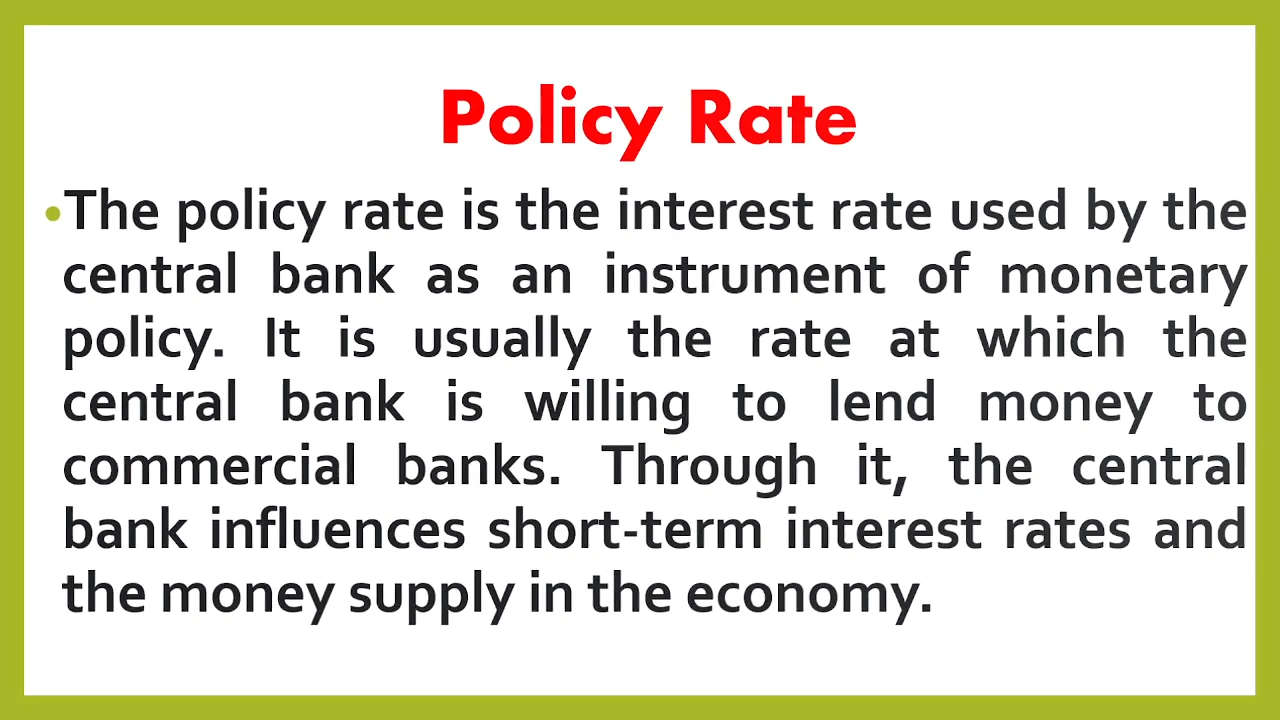 Policy Rate
•The policy rate is the interest rate used by the
central bank as an instrument of monetary
policy. It is usually the rate at which the
central bank is willing to lend money to
commercial banks. Through it, the central
bank influences short-term interest rates and
the money supply in the economy.